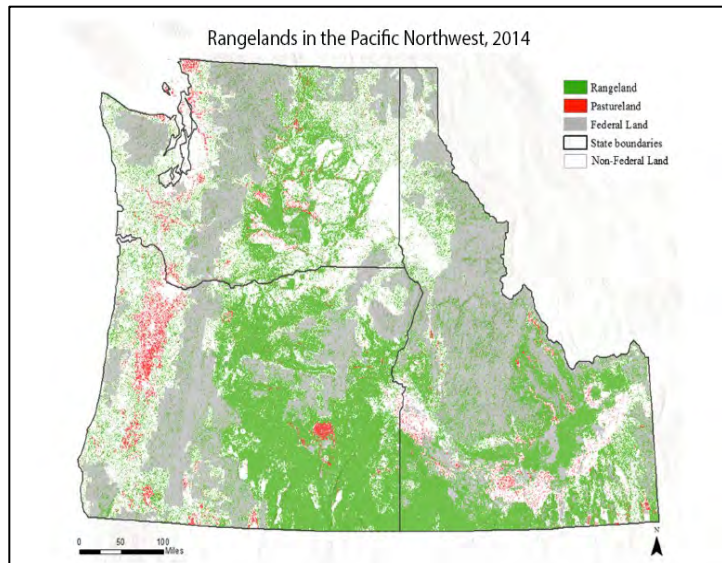 Rangelands in the Pacific Northwest, 2014
Rangeland
Pastureland
Federal Land
State boundaries
Non-Federal Land
0 50 100
Miles
N